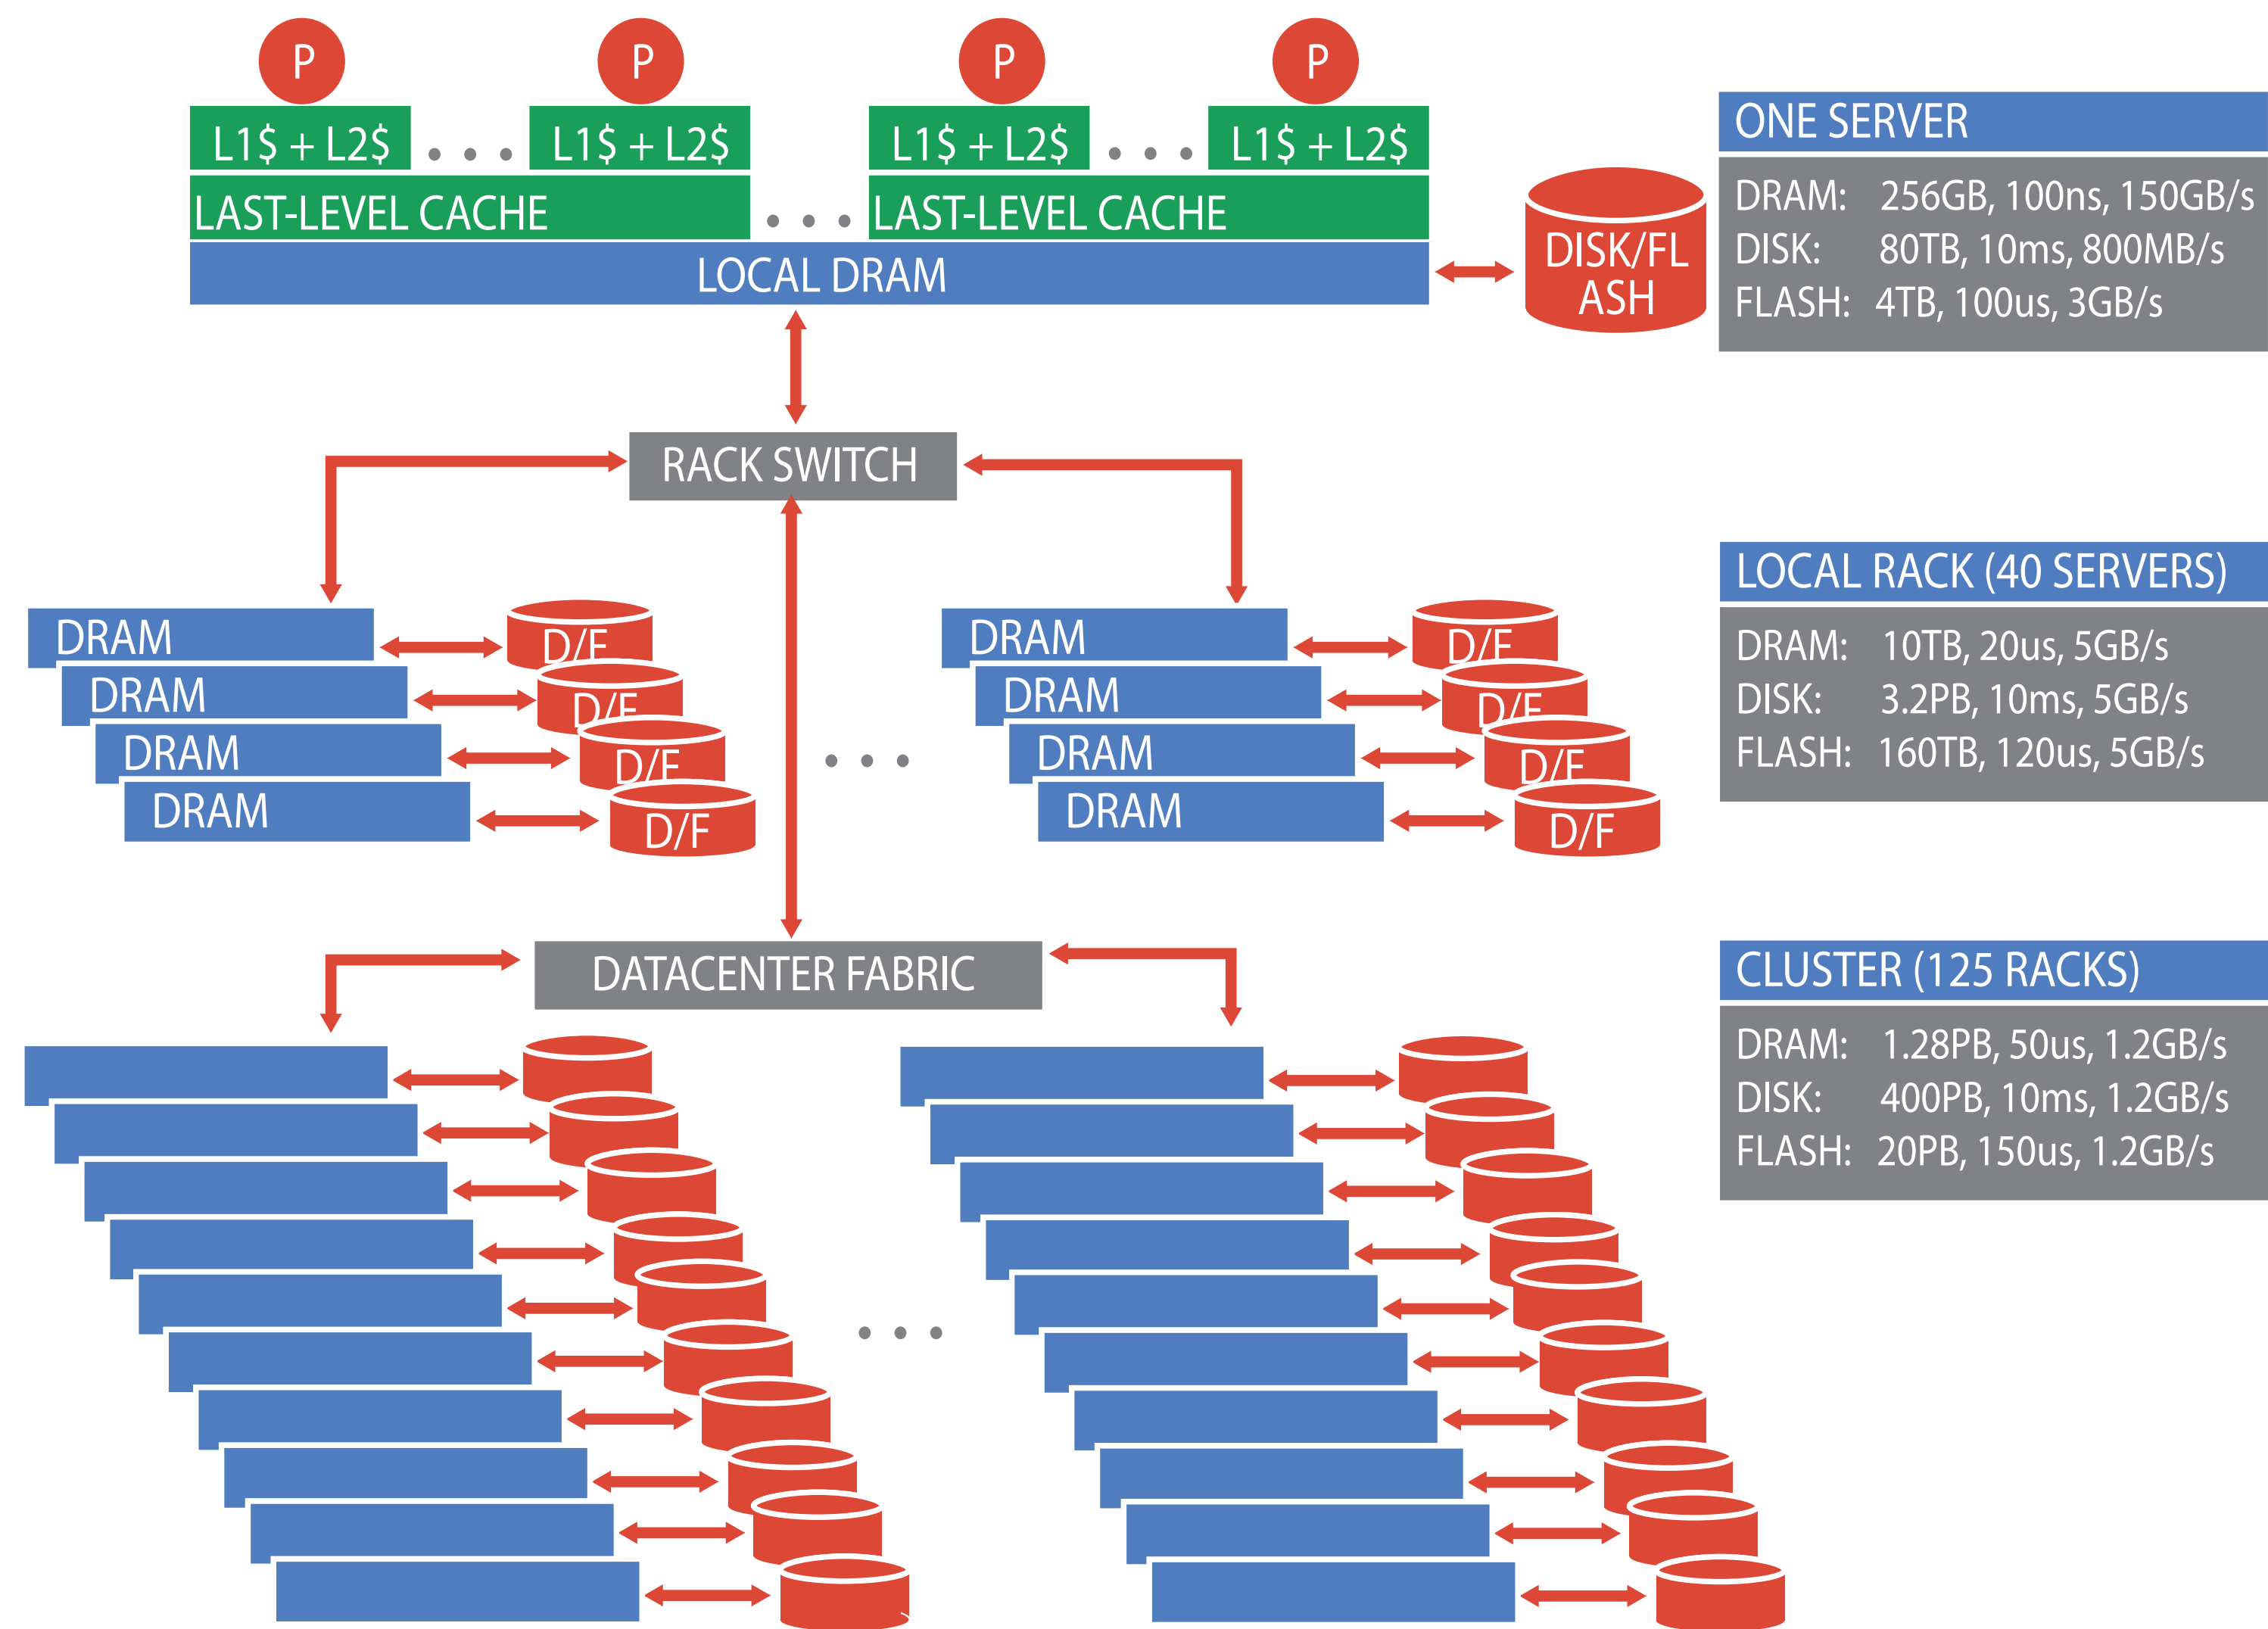 P
P
P
P
L1$ + L2$
L1$ + L2$
L1$ + L2$
L1$ + L2$
LAST-LEVEL CACHE
LAST-LEVEL CACHE
LOCAL DRAM
DISK/FL
ASH
ONE SERVER
DRAM: 256GB, 100ns, 150GB/s
DISK: 80TB, 10ms, 800MB/s
FLASH: 4TB, 100us, 3GB/s
RACK SWITCH
DRAM
D/F
DRAM
D/F
DRAM
D/F
DRAM
D/F
DRAM
D/F
DRAM
D/F
DRAM
D/F
DRAM
D/F
LOCAL RACK (40 SERVERS)
DRAM: 10TB, 20us, 5GB/s
DISK: 3.2PB, 10ms, 5GB/s
FLASH: 160TB, 120us, 5GB/s
DATACENTER FABRIC
CLUSTER (125 RACKS)
DRAM: 1.28PB, 50us, 1.2GB/s
DISK: 400PB, 10ms, 1.2GB/s
FLASH: 20PB, 150us, 1.2GB/s